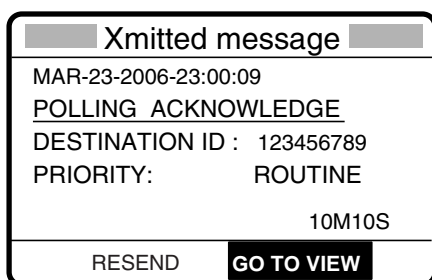 Xmitted message
MAR-23-2006-23:00:09
POLLING ACKNOWLEDGE
DESTINATION ID : 123456789
PRIORITY: ROUTINE
10M10S
RESEND GO TO VIEW